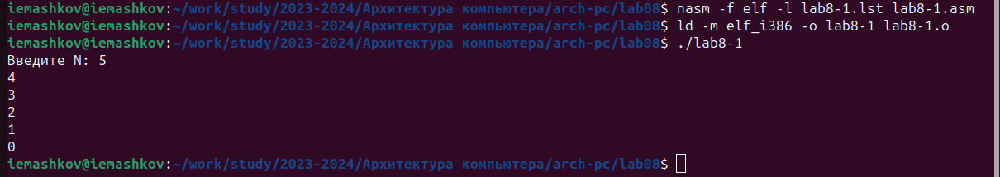 iemashkov@iemashkov:~/work/study/2023-2024/Архитектура компьютера/arch-pc/lab08$ nasm -f elf -l lab8-1.lst lab8-1.asm
iemashkov@iemashkov:~/work/study/2023-2024/Архитектура компьютера/arch-pc/lab08$ ld -m elf_i386 -o lab8-1 lab8-1.o
iemashkov@iemashkov:~/work/study/2023-2024/Архитектура компьютера/arch-pc/lab08$ ./lab8-1
Введите N: 5
4
3
2
1
0
iemashkov@iemashkov:~/work/study/2023-2024/Архитектура компьютера/arch-pc/lab08$